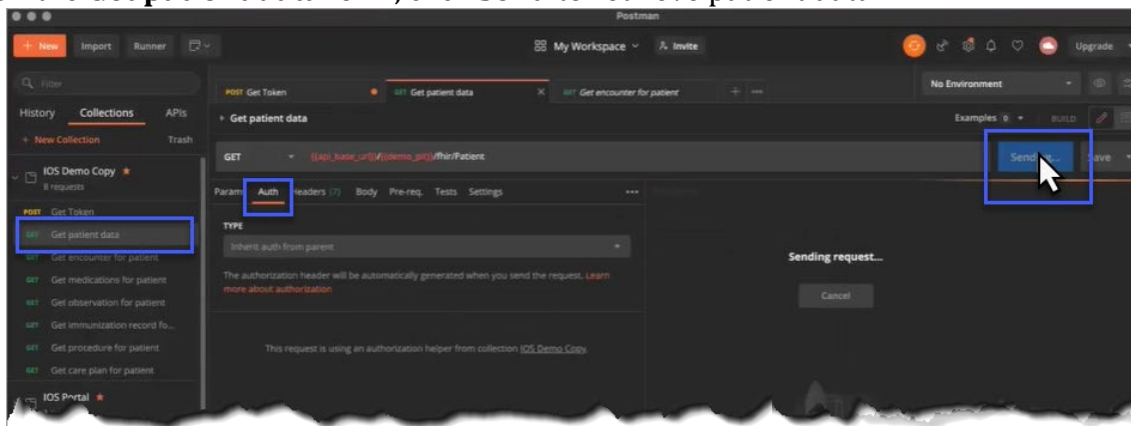 Postman
+ New Import Runner My Workspace Invite Upgrade
Filter
History Collections APIs
+ New Collection Trash
IOS Demo Copy
8 requests
POST Get Token
GET Get patient data
GET Get encounter for patient
GET Get medications for patient
GET Get observation for patient
GET Get immunization record fo...
GET Get procedure for patient
GET Get care plan for patient
IOS Portal
POST Get Token GET Get patient data GET Get encounter for patient No Environment
Get patient data Examples 0 BUILD
GET {{api_base_url}}/{{demo_pit}}/fhir/Patient
Params Auth Headers (7) Body Pre-req. Tests Settings
TYPE
Inherit auth from parent
The authorization header will be automatically generated when you send the request. Learn
more about authorization
This request is using an authorization helper from collection IOS Demo Copy.
Sending request...
Cancel